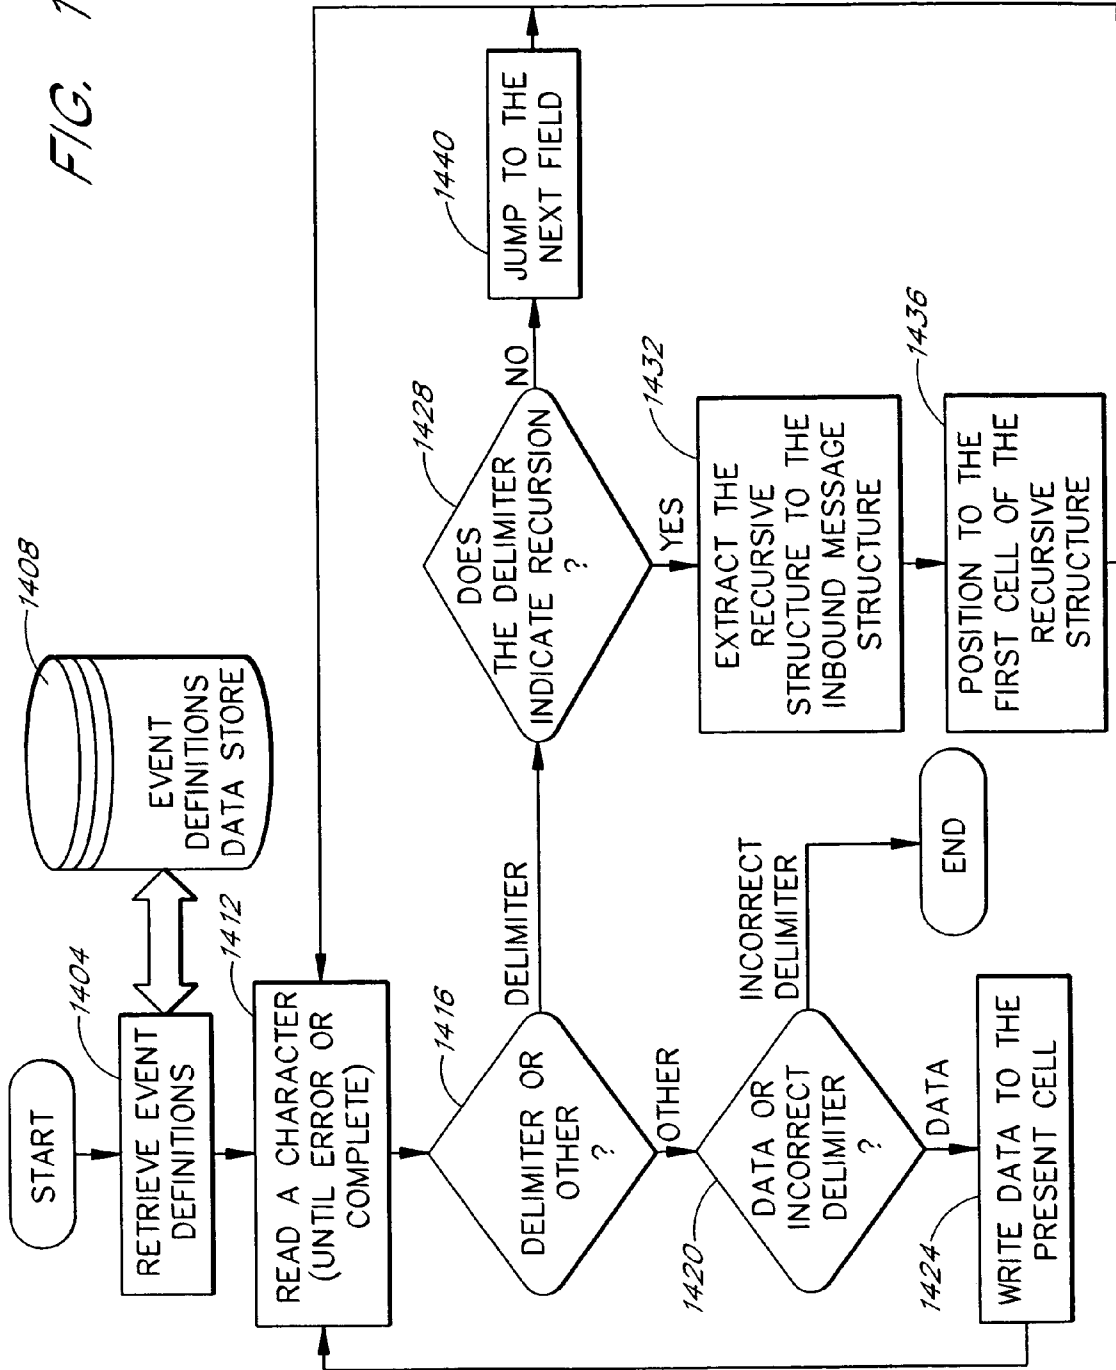 FIG. 1
START
1404
RETRIEVE EVENT
DEFINITIONS
1408
EVENT
DEFINITIONS
DATA STORE
1412
READ A CHARACTER
(UNTIL ERROR OR
COMPLETE)
1416
DELIMITER OR
OTHER
?
DELIMITER
OTHER
1420
DATA OR
INCORRECT
DELIMITER
?
INCORRECT
DELIMITER
END
DATA
1424
WRITE DATA TO THE
PRESENT CELL
1428
DOES
THE DELIMITER
INDICATE RECURSION
?
NO
1440
JUMP TO THE
NEXT FIELD
YES
1432
EXTRACT THE
RECURSIVE
STRUCTURE TO THE
INBOUND MESSAGE
STRUCTURE
1436
POSITION TO THE
FIRST CELL OF THE
RECURSIVE
STRUCTURE